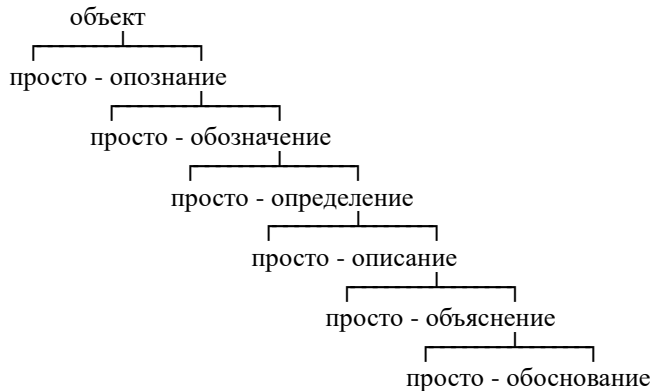 объект
просто - опознание
просто - обозначение
просто - определение
просто - описание
просто - объяснение
просто - обоснование